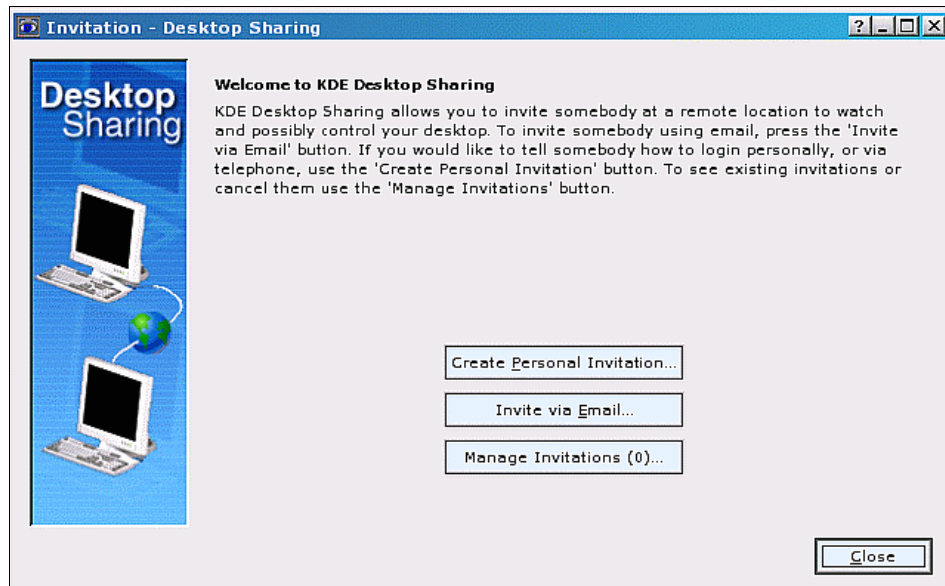 Invitation - Desktop Sharing
Desktop
Sharing
Welcome to KDE Desktop Sharing
KDE Desktop Sharing allows you to invite somebody at a remote location to watch
and possibly control your desktop. To invite somebody using email, press the 'Invite
via Email' button. If you would like to tell somebody how to login personally, or via
telephone, use the 'Create Personal Invitation' button. To see existing invitations or
cancel them use the 'Manage Invitations' button.
Create Personal Invitation...
Invite via Email...
Manage Invitations (0)...
Close